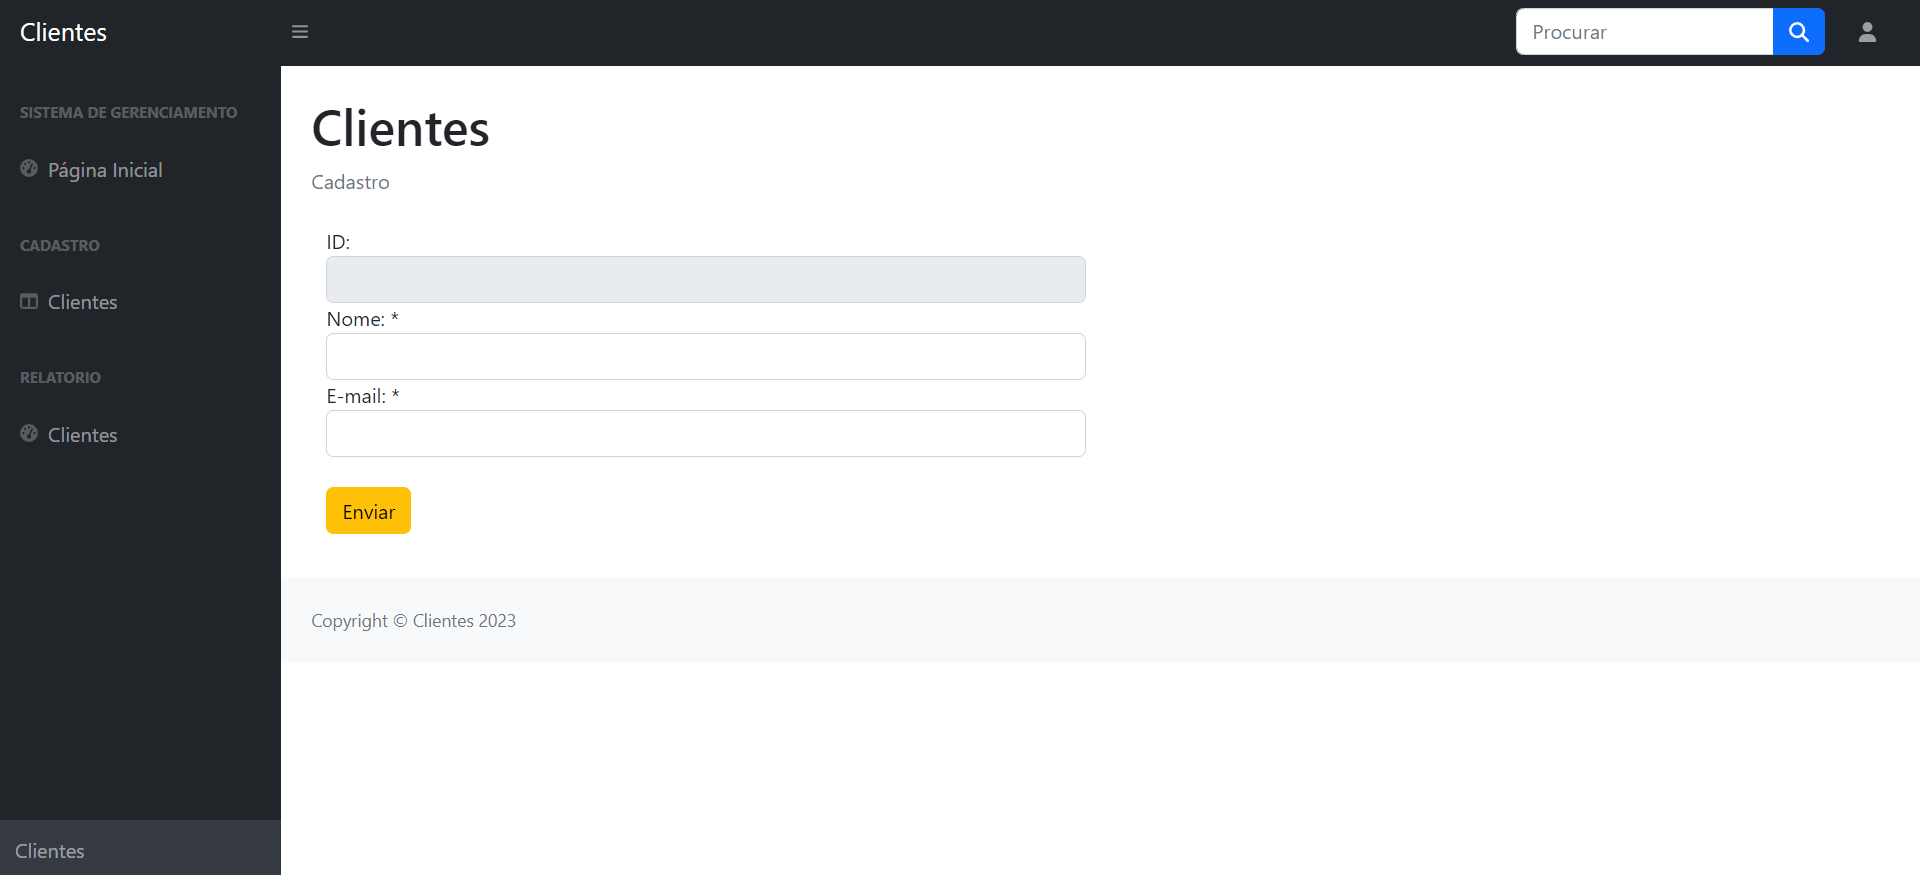 Clientes
Procurar
SISTEMA DE GERENCIAMENTO
Página Inicial
CADASTRO
Clientes
RELATORIO
Clientes
Clientes
Clientes
Cadastro
ID:
Nome: *
E-mail: *
Enviar
Copyright © Clientes 2023